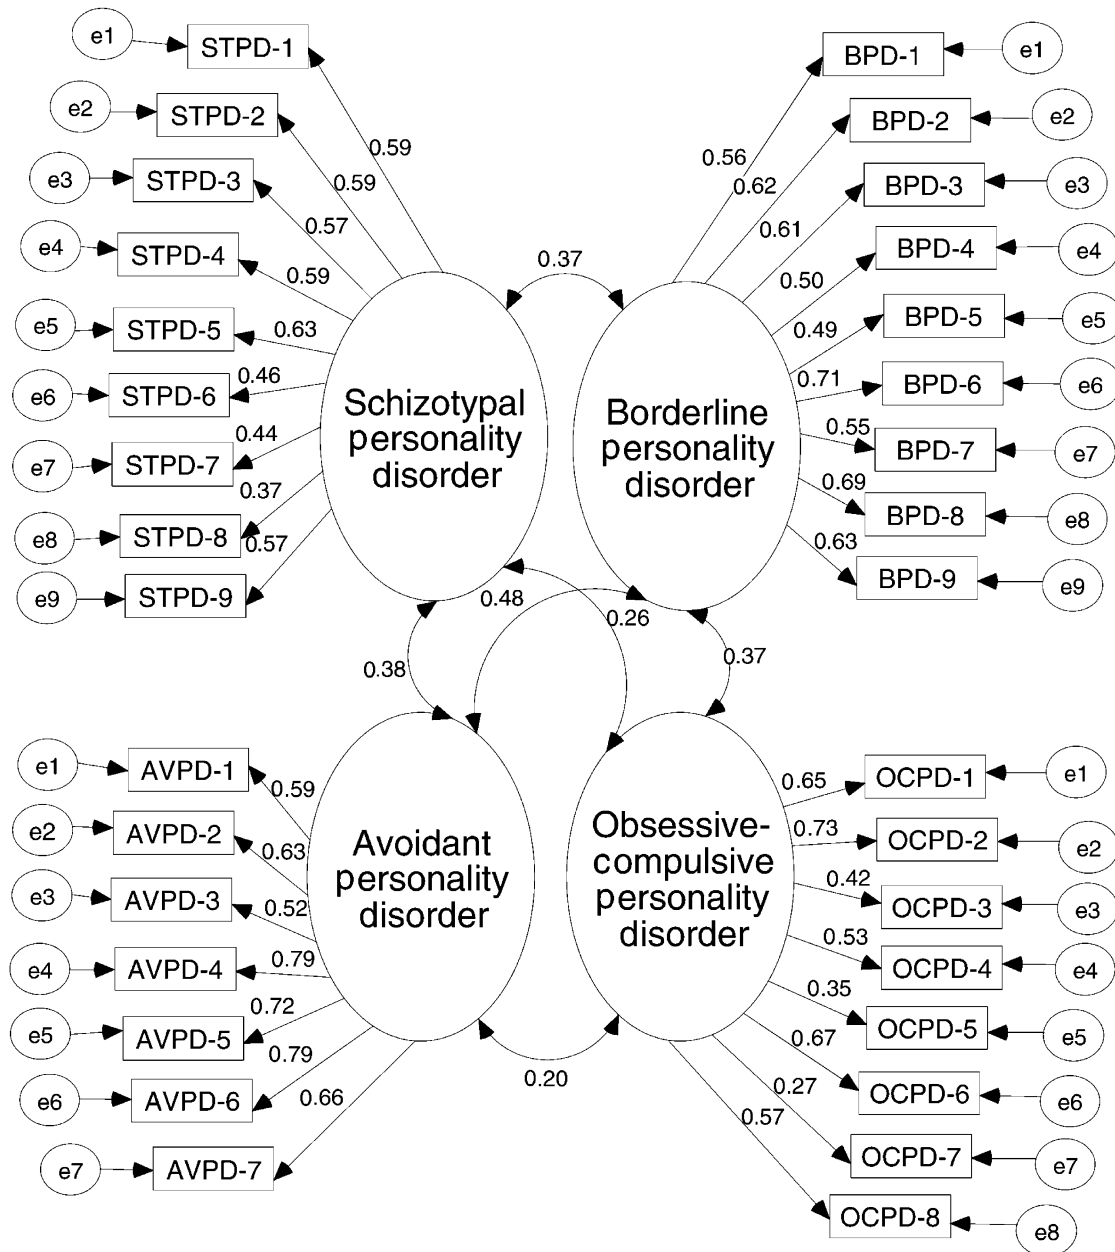 e1
STPD-1
e2
STPD-2
e3
STPD-3
e4
STPD-4
e5
STPD-5
e6
STPD-6
e7
STPD-7
e8
STPD-8
e9
STPD-9
0.59
0.59
0.57
0.59
0.63
0.46
0.44
0.37
0.57
Schizotypal
personality
disorder
0.37
BPD-1
e1
BPD-2
e2
BPD-3
e3
BPD-4
e4
BPD-5
e5
BPD-6
e6
BPD-7
e7
BPD-8
e8
BPD-9
e9
0.56
0.62
0.61
0.50
0.49
0.71
0.55
0.69
0.63
Borderline
personality
disorder
0.48
0.26
0.38
0.37
e1
AVPD-1
e2
AVPD-2
e3
AVPD-3
e4
AVPD-4
e5
AVPD-5
e6
AVPD-6
e7
AVPD-7
0.59
0.63
0.52
0.79
0.72
0.79
0.66
Avoidant
personality
disorder
0.20
Obsessive-
compulsive
personality
disorder
0.65
0.73
0.42
0.53
0.35
0.67
0.27
0.57
OCPD-1
e1
OCPD-2
e2
OCPD-3
e3
OCPD-4
e4
OCPD-5
e5
OCPD-6
e6
OCPD-7
e7
OCPD-8
e8